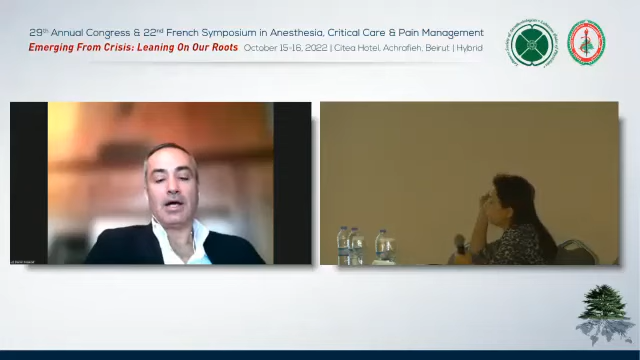 29th Annual Congress & 22nd French Symposium in Anesthesia, Critical Care & Pain Management
Emerging From Crisis: Leaning On Our Roots October 15-16, 2022 | Citea Hotel, Achrafieh, Beirut | Hybrid